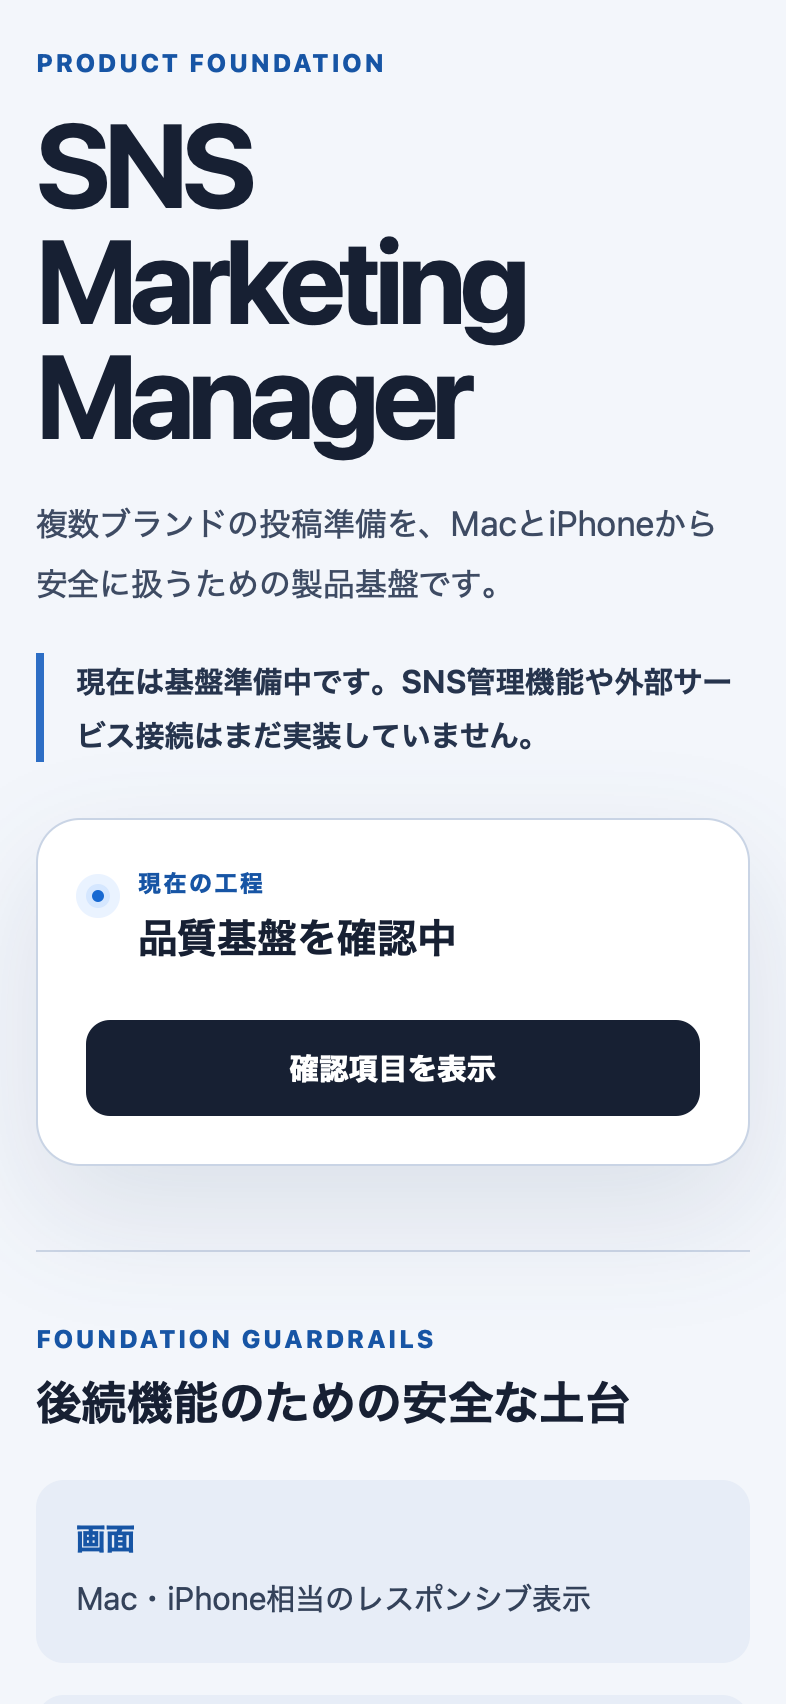 PRODUCT FOUNDATION
SNS
Marketing
Manager
複数ブランドの投稿準備を、MacとiPhoneから
安全に扱うための製品基盤です。
現在は基盤準備中です。SNS管理機能や外部サー
ビス接続はまだ実装していません。
現在の工程
品質基盤を確認中
確認項目を表示
FOUNDATION GUARDRAILS
後続機能のための安全な土台
画面
Mac・iPhone相当のレスポンシブ表示